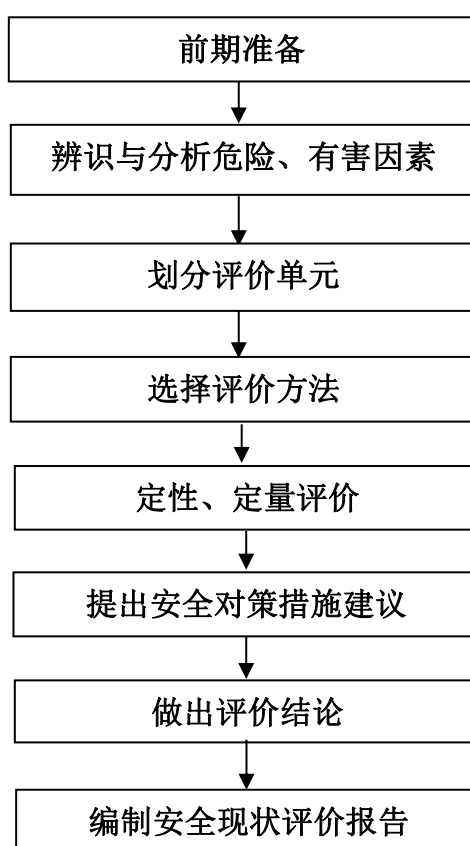 前期准备
辨识与分析危险、有害因素
划分评价单元
选择评价方法
定性、定量评价
提出安全对策措施建议
做出评价结论
编制安全现状评价报告